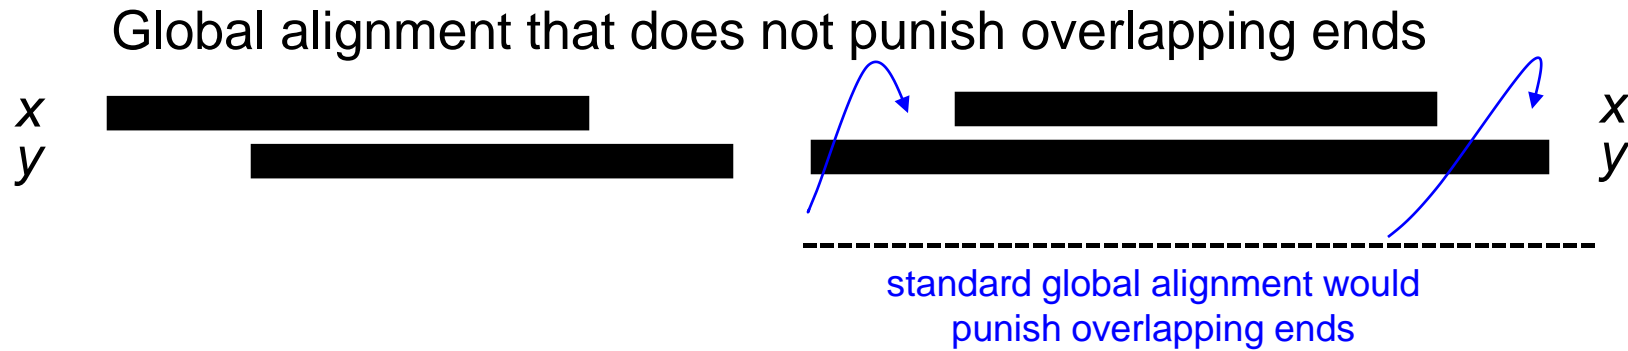 Global alignment that does not punish overlapping ends
x
y
x
y
standard global alignment would
punish overlapping ends